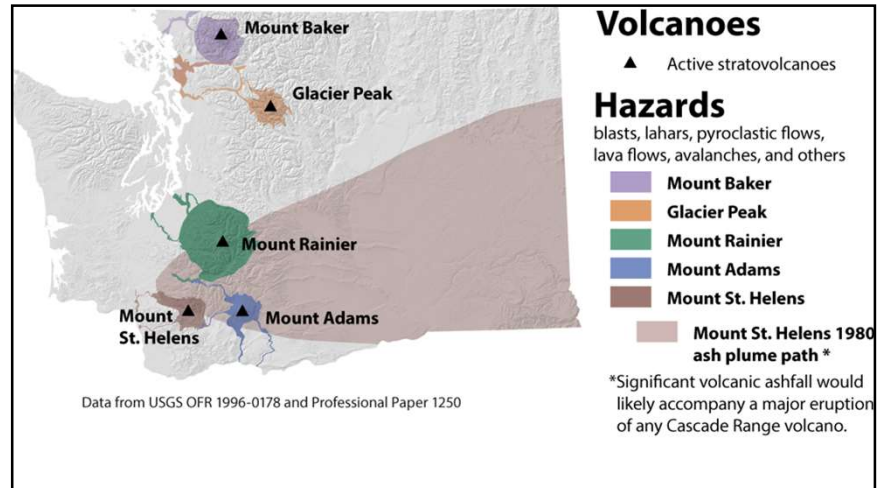 Mount Baker
Glacier Peak
Mount Rainier
Mount
St. Helens
Mount Adams
Data from USGS OFR 1996-0178 and Professional Paper 1250
Volcanoes
Active stratovolcanoes
Hazards
blasts, lahars, pyroclastic flows,
lava flows, avalanches, and others
Mount Baker
Glacier Peak
Mount Rainier
Mount Adams
Mount St. Helens
Mount St. Helens 1980
ash plume path *
*Significant volcanic ashfall would
likely accompany a major eruption
of any Cascade Range volcano.